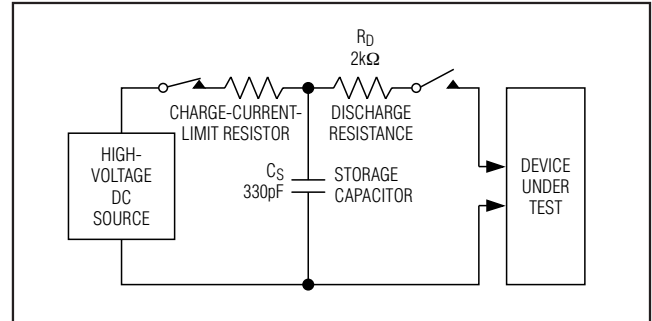 R_D
2kΩ
CHARGE-CURRENT-
LIMIT RESISTOR
DISCHARGE
RESISTANCE
HIGH-
VOLTAGE
DC
SOURCE
C_S
330pF
STORAGE
CAPACITOR
DEVICE
UNDER
TEST